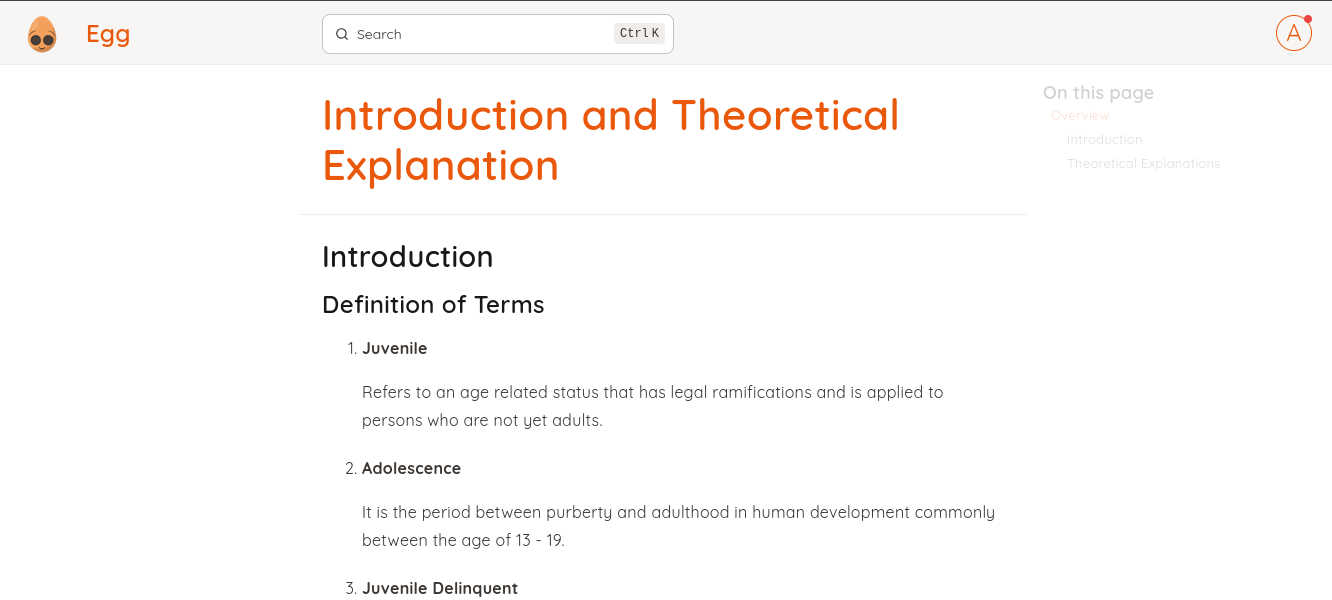 Egg
Search
Ctrl K
A
Introduction and Theoretical
Explanation
On this page
Overview
Introduction
Theoretical Explanations
Introduction
Definition of Terms
1. Juvenile
Refers to an age related status that has legal ramifications and is applied to
persons who are not yet adults.
2. Adolescence
It is the period between purberty and adulthood in human development commonly
between the age of 13 - 19.
3. Juvenile Delinquent